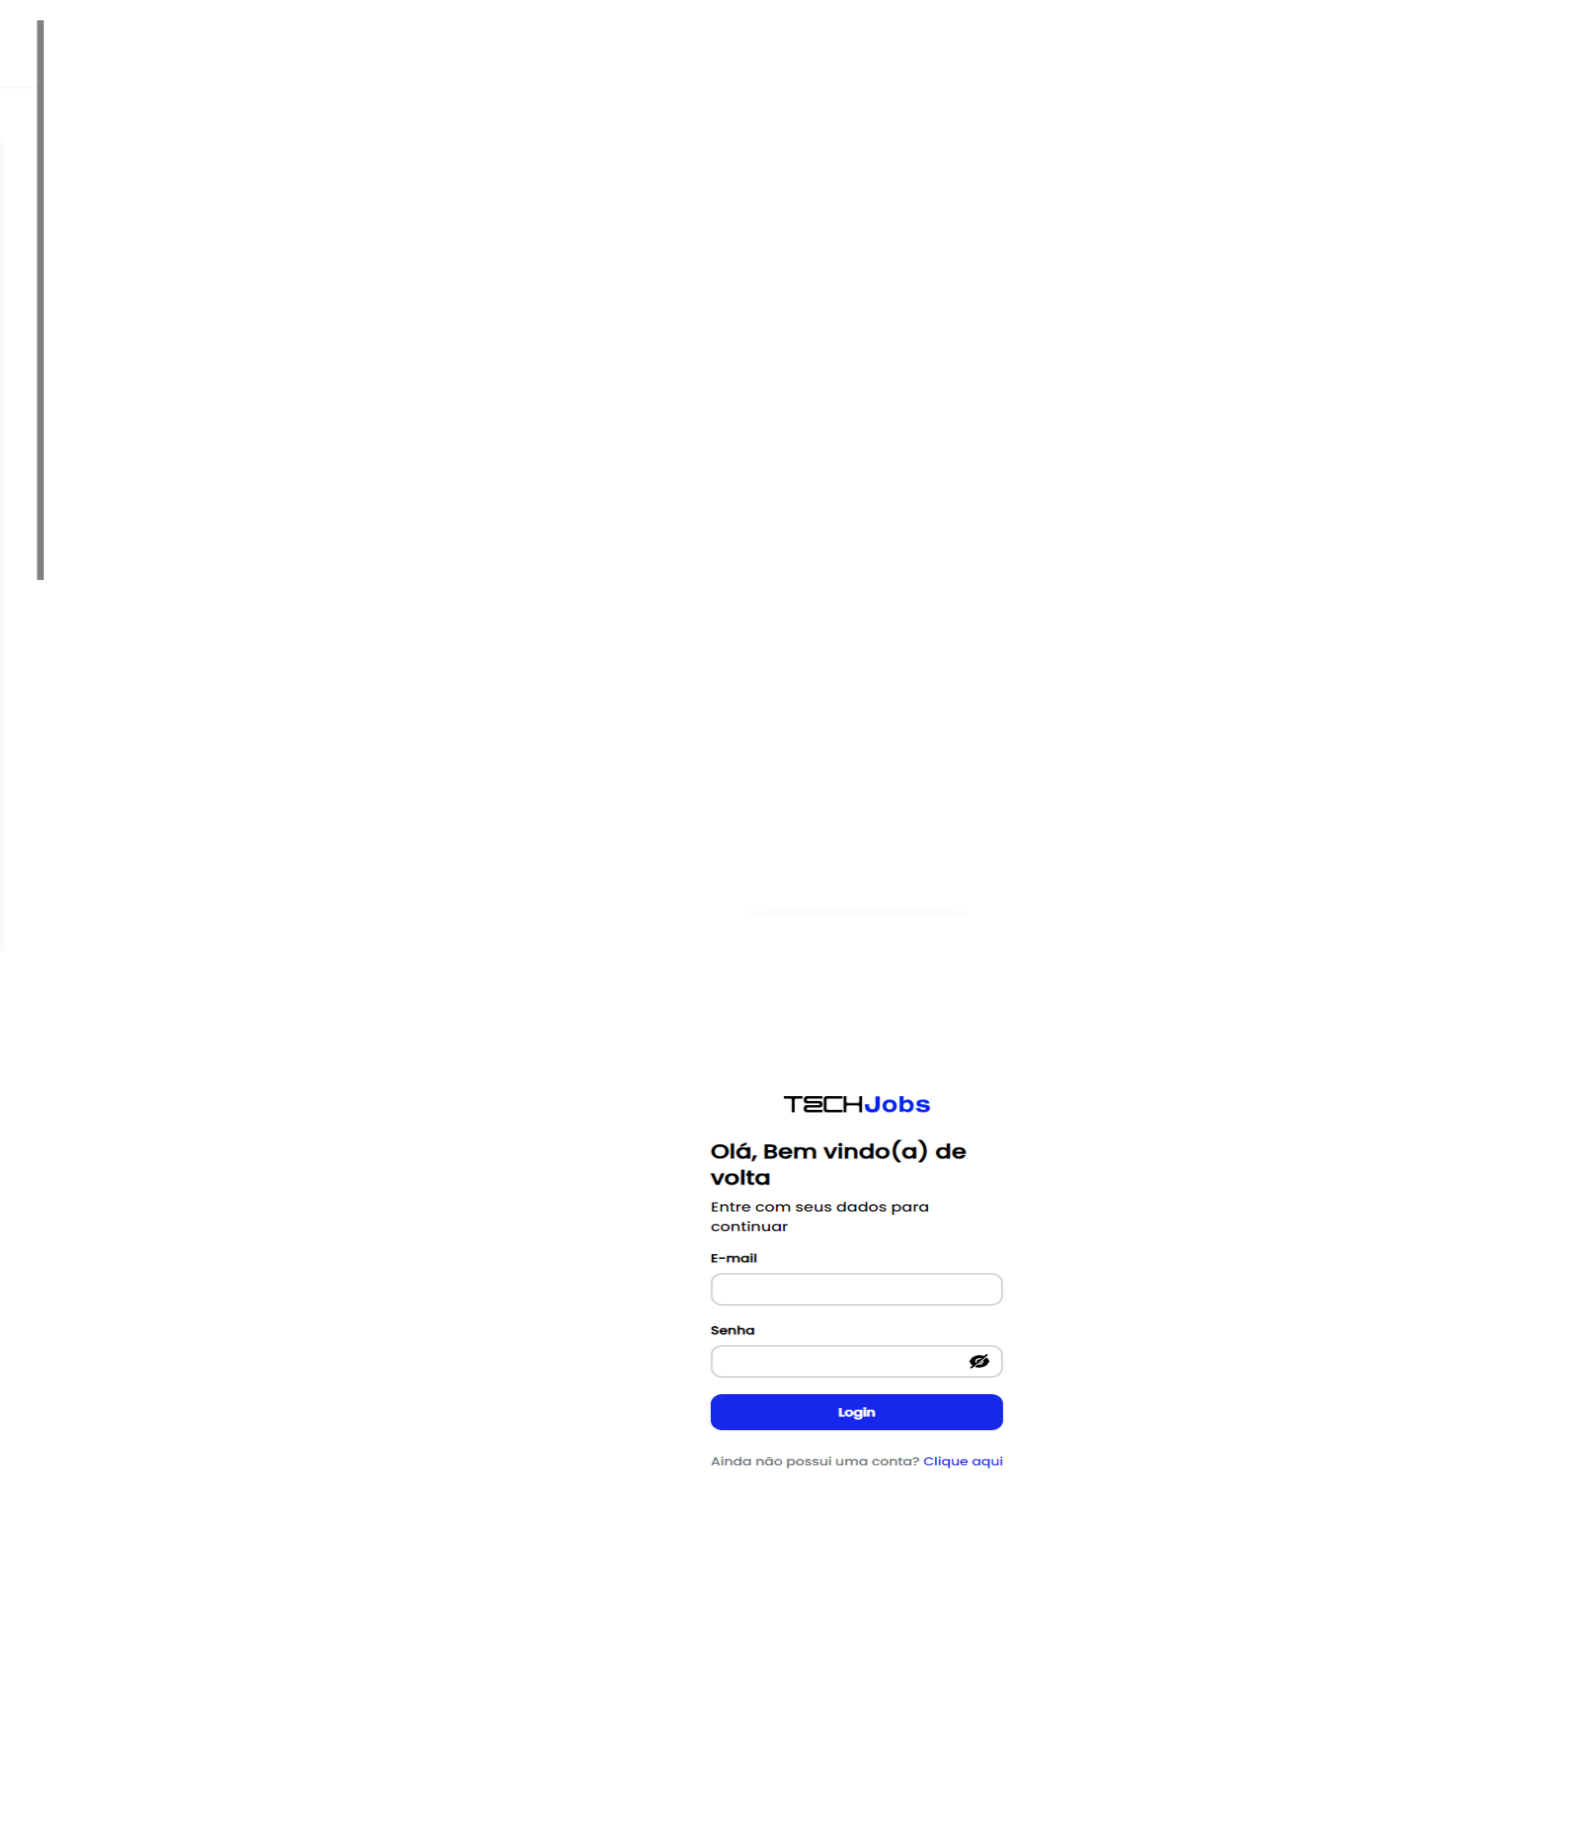 TECHJobs
Olá, Bem vindo(a) de
volta
Entre com seus dados para
continuar
E-mail
Senha
Login
Ainda não possui uma conta? Clique aqui